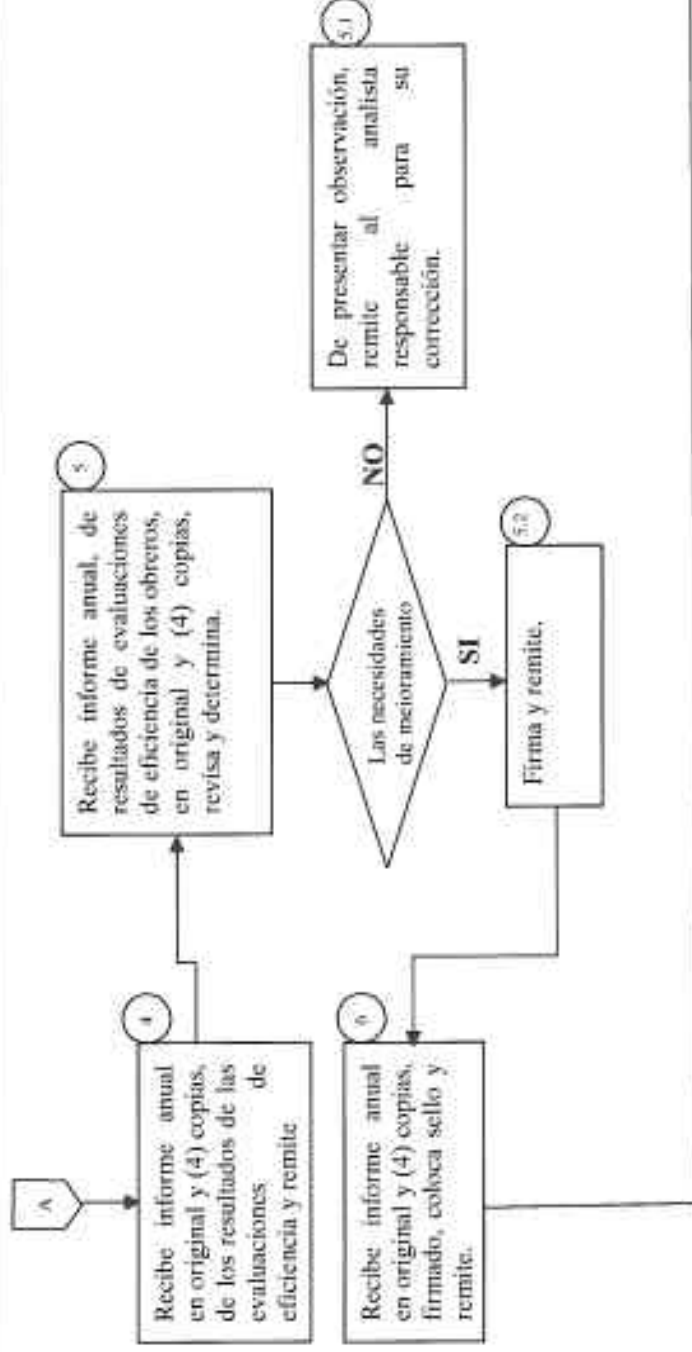 A
4
Recibe informe anual
en original y (4) copias,
de los resultados de las
evaluaciones de
eficiencia y remite
5
Recibe informe anual, de
resultados de evaluaciones
de eficiencia de los obreros,
en original y (4) copias,
revisa y determina.
Las necesidades
de mejoramiento
NO
SI
5.1
De presentar observación,
remite al analista
responsable para su
corrección.
5.2
Firma y remite.
6
Recibe informe anual
en original y (4) copias,
firmado, coloca sello y
remite.